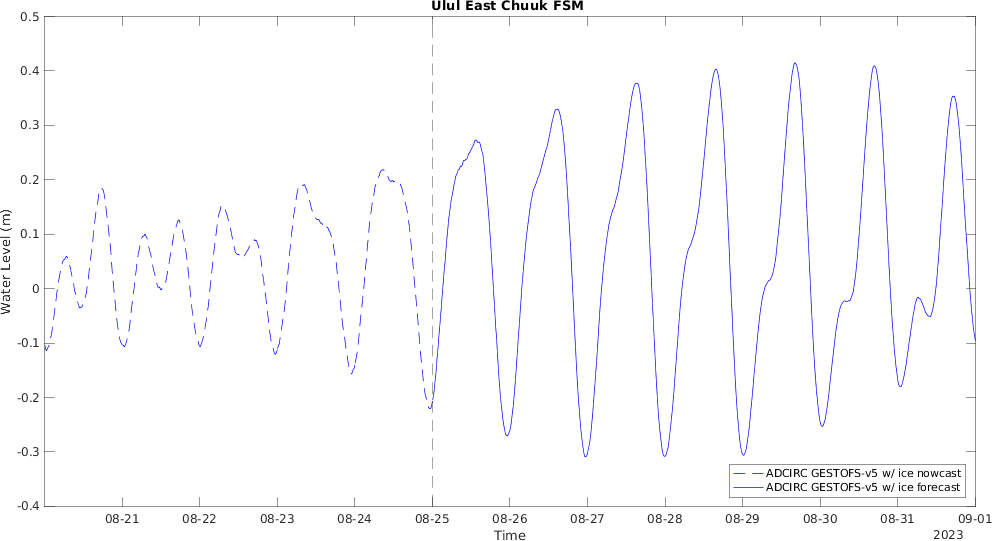 Ulul East Chuuk FSM
0.5
0.4
0.3
0.2
0.1
0
-0.1
-0.2
-0.3
-0.4
Water Level (m)
ADCIRC GESTOFS-v5 w/ ice nowcast
ADCIRC GESTOFS-v5 w/ ice forecast
08-21 08-22 08-23 08-24 08-25 08-26 08-27 08-28 08-29 08-30 08-31 09-01
Time
2023